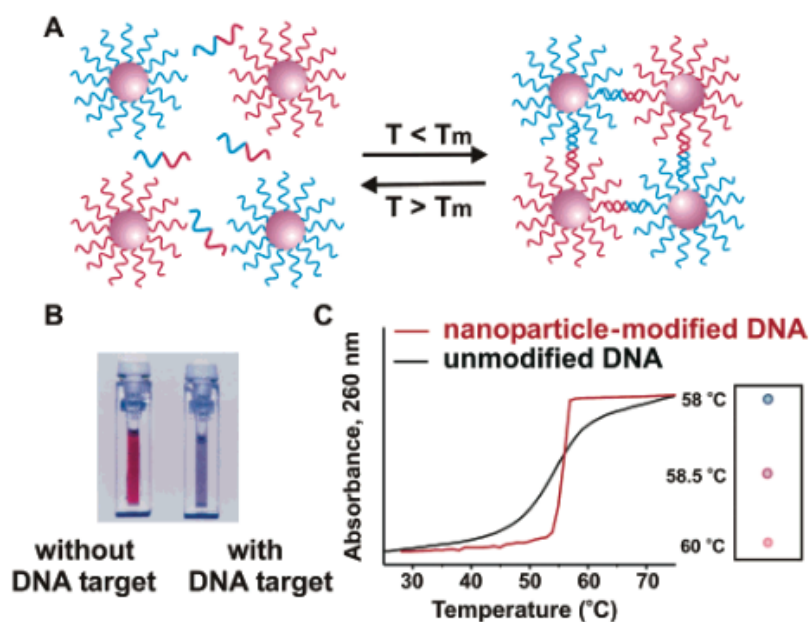 A
T < Tm
T > Tm
B
without
DNA target
with
DNA target
C
nanoparticle-modified DNA
unmodified DNA
Absorbance, 260 nm
30
40
50
60
70
Temperature (°C)
58 °C
58.5 °C
60 °C